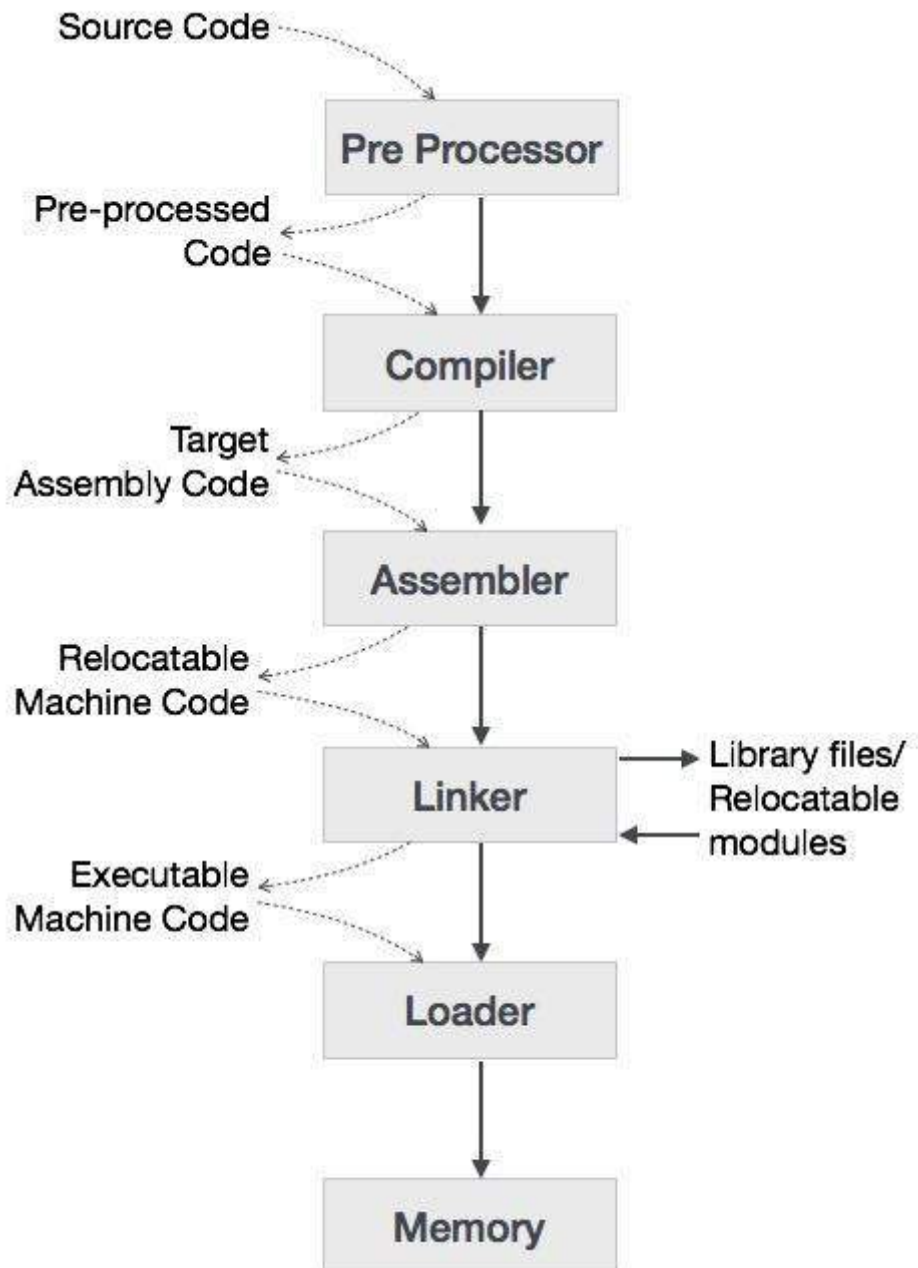 Source Code
Pre Processor
Pre-processed
Code
Compiler
Target
Assembly Code
Assembler
Relocatable
Machine Code
Linker
Library files/
Relocatable
modules
Executable
Machine Code
Loader
Memory